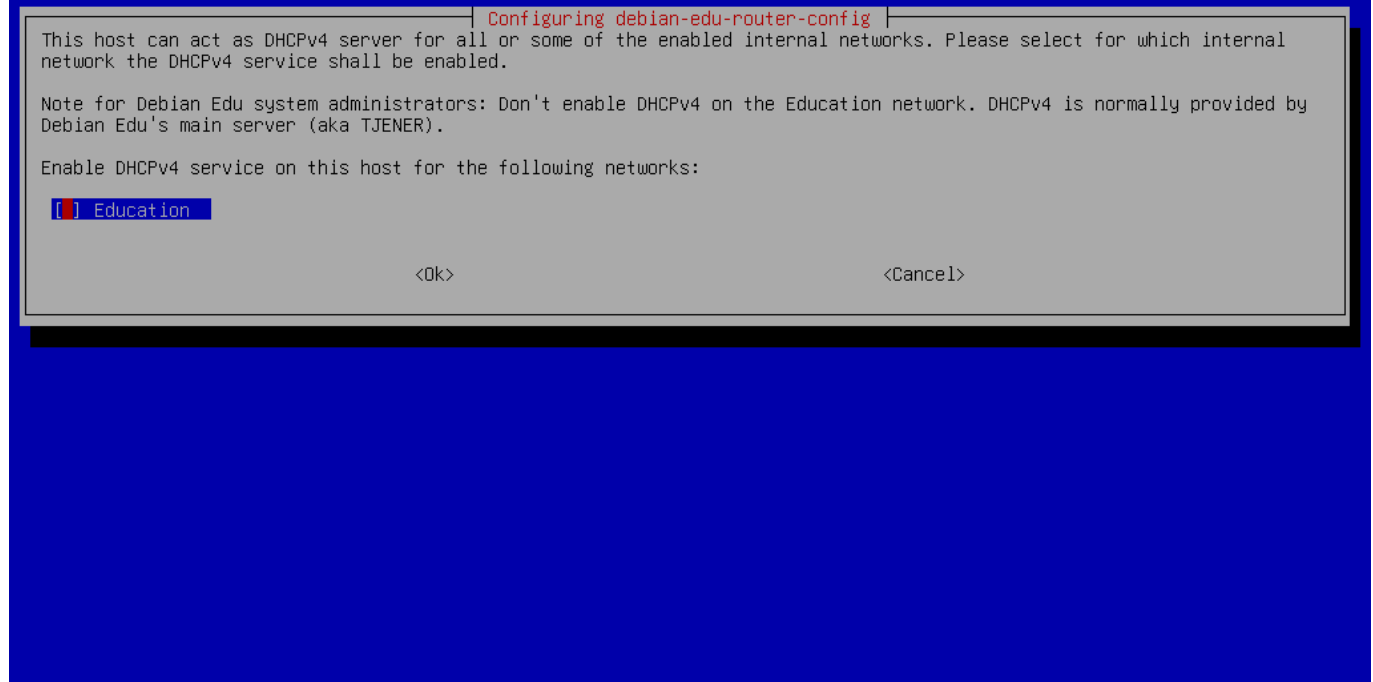 Configuring debian-edu-router-config
This host can act as DHCPv4 server for all or some of the enabled internal networks. Please select for which internal
network the DHCPv4 service shall be enabled.
Note for Debian Edu system administrators: Don't enable DHCPv4 on the Education network. DHCPv4 is normally provided by
Debian Edu's main server (aka TJENER).
Enable DHCPv4 service on this host for the following networks:
[ ] Education
<Ok> <Cancel>